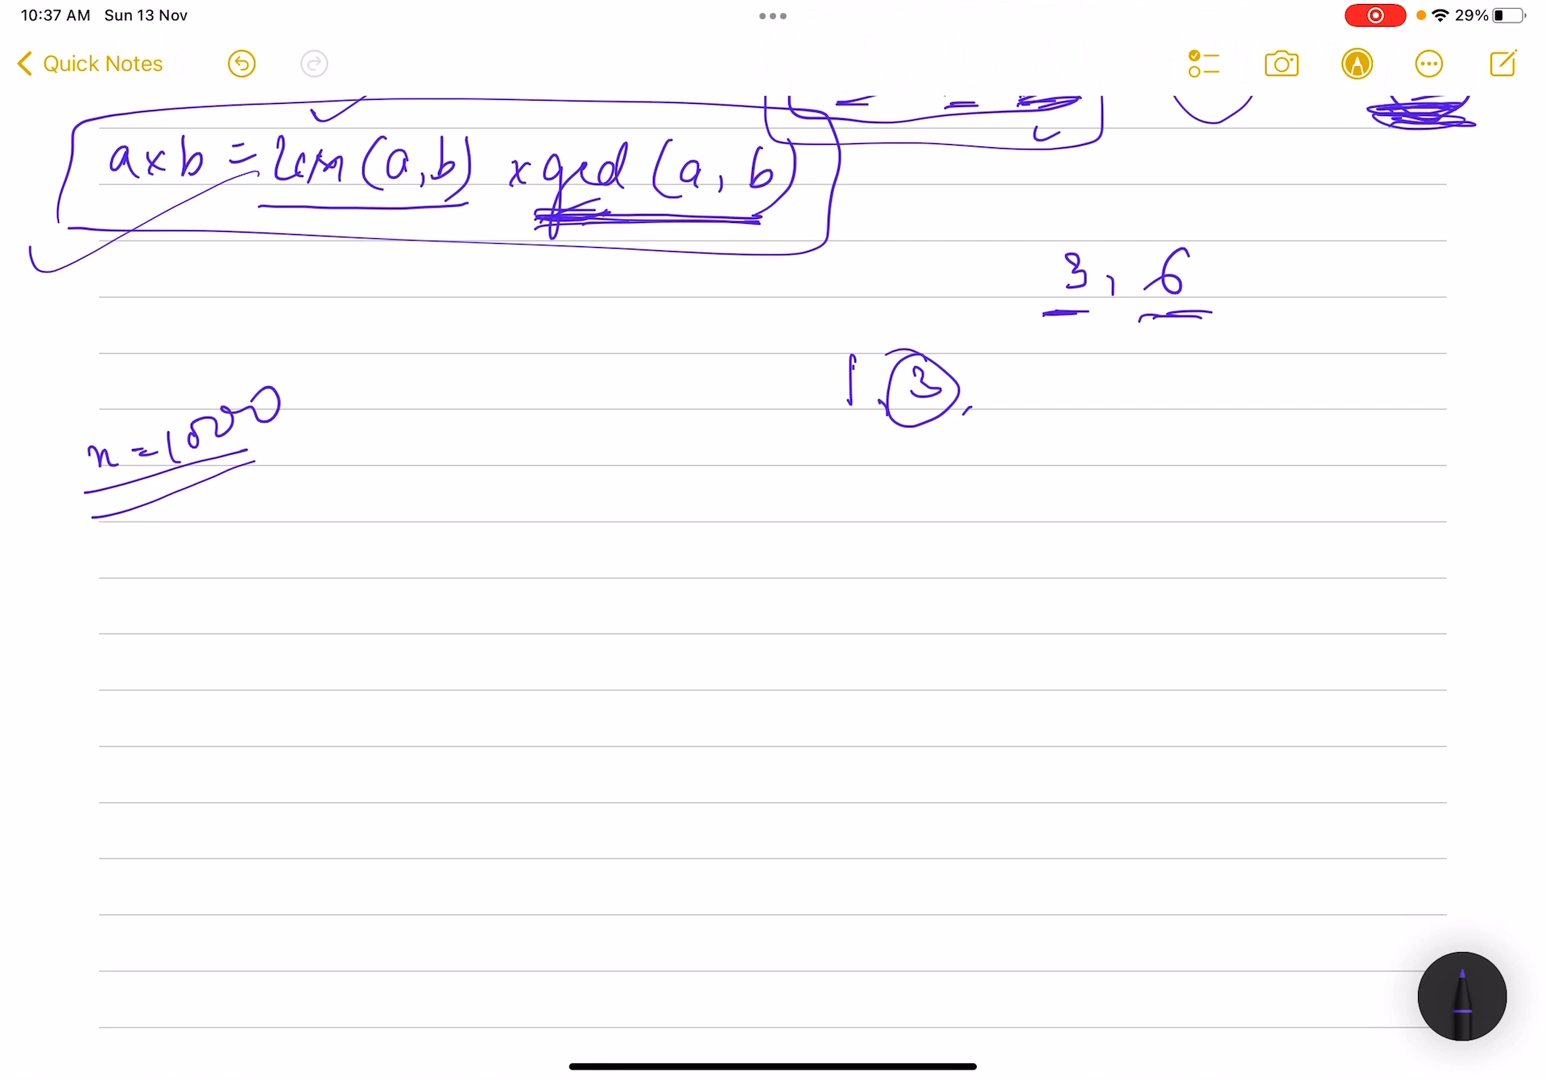 10:37 AM Sun 13 Nov 29%
Quick Notes
a x b = Lcm (a, b) x gcd (a, b)
3, 6
1, 3,
n = 1000